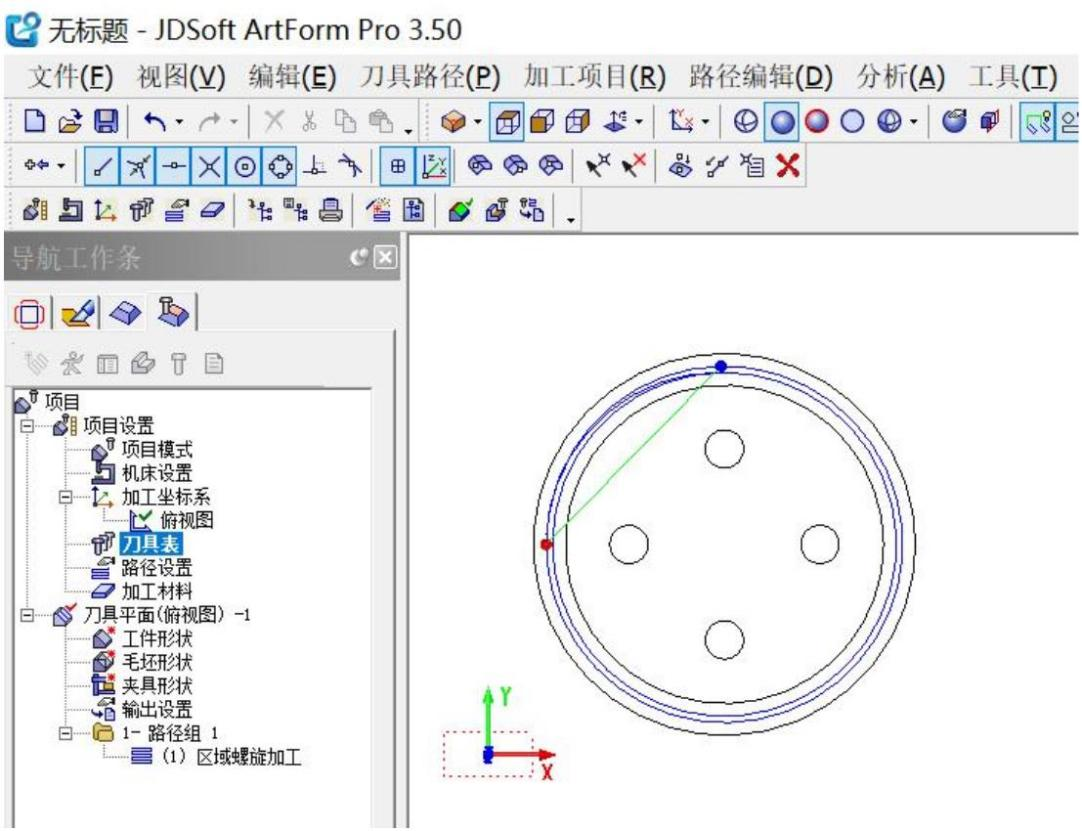 无标题 - JDSoft ArtForm Pro 3.50
文件(F) 视图(V) 编辑(E) 刀具路径(P) 加工项目(R) 路径编辑(D) 分析(A) 工具(T)
导航工作条
项目
项目设置
项目模式
机床设置
加工坐标系
俯视图
刀具表
路径设置
加工材料
刀具平面(俯视图) -1
工件形状
毛坯形状
夹具形状
输出设置
1- 路径组 1
(1) 区域螺旋加工
Y
X